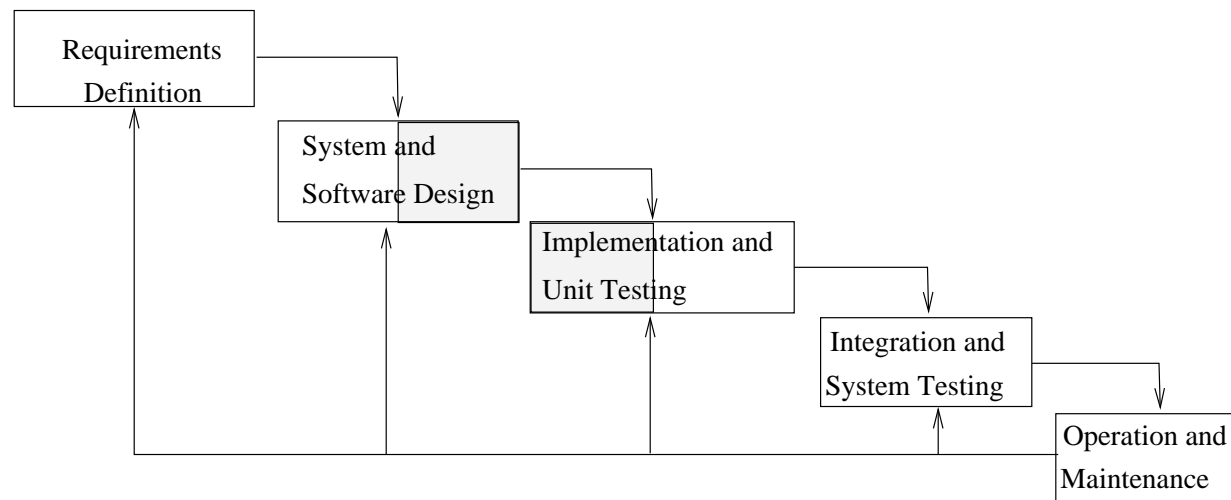 Requirements
Definition
System and
Software Design
Implementation and
Unit Testing
Integration and
System Testing
Operation and
Maintenance